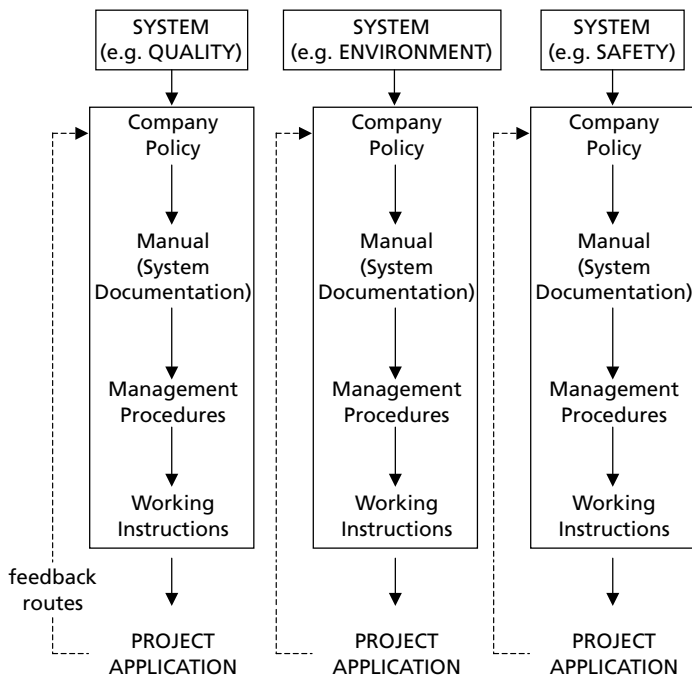 SYSTEM
(e.g. QUALITY)
Company
Policy
Manual
(System
Documentation)
Management
Procedures
Working
Instructions
feedback
routes
PROJECT
APPLICATION
SYSTEM
(e.g. ENVIRONMENT)
Company
Policy
Manual
(System
Documentation)
Management
Procedures
Working
Instructions
PROJECT
APPLICATION
SYSTEM
(e.g. SAFETY)
Company
Policy
Manual
(System
Documentation)
Management
Procedures
Working
Instructions
PROJECT
APPLICATION